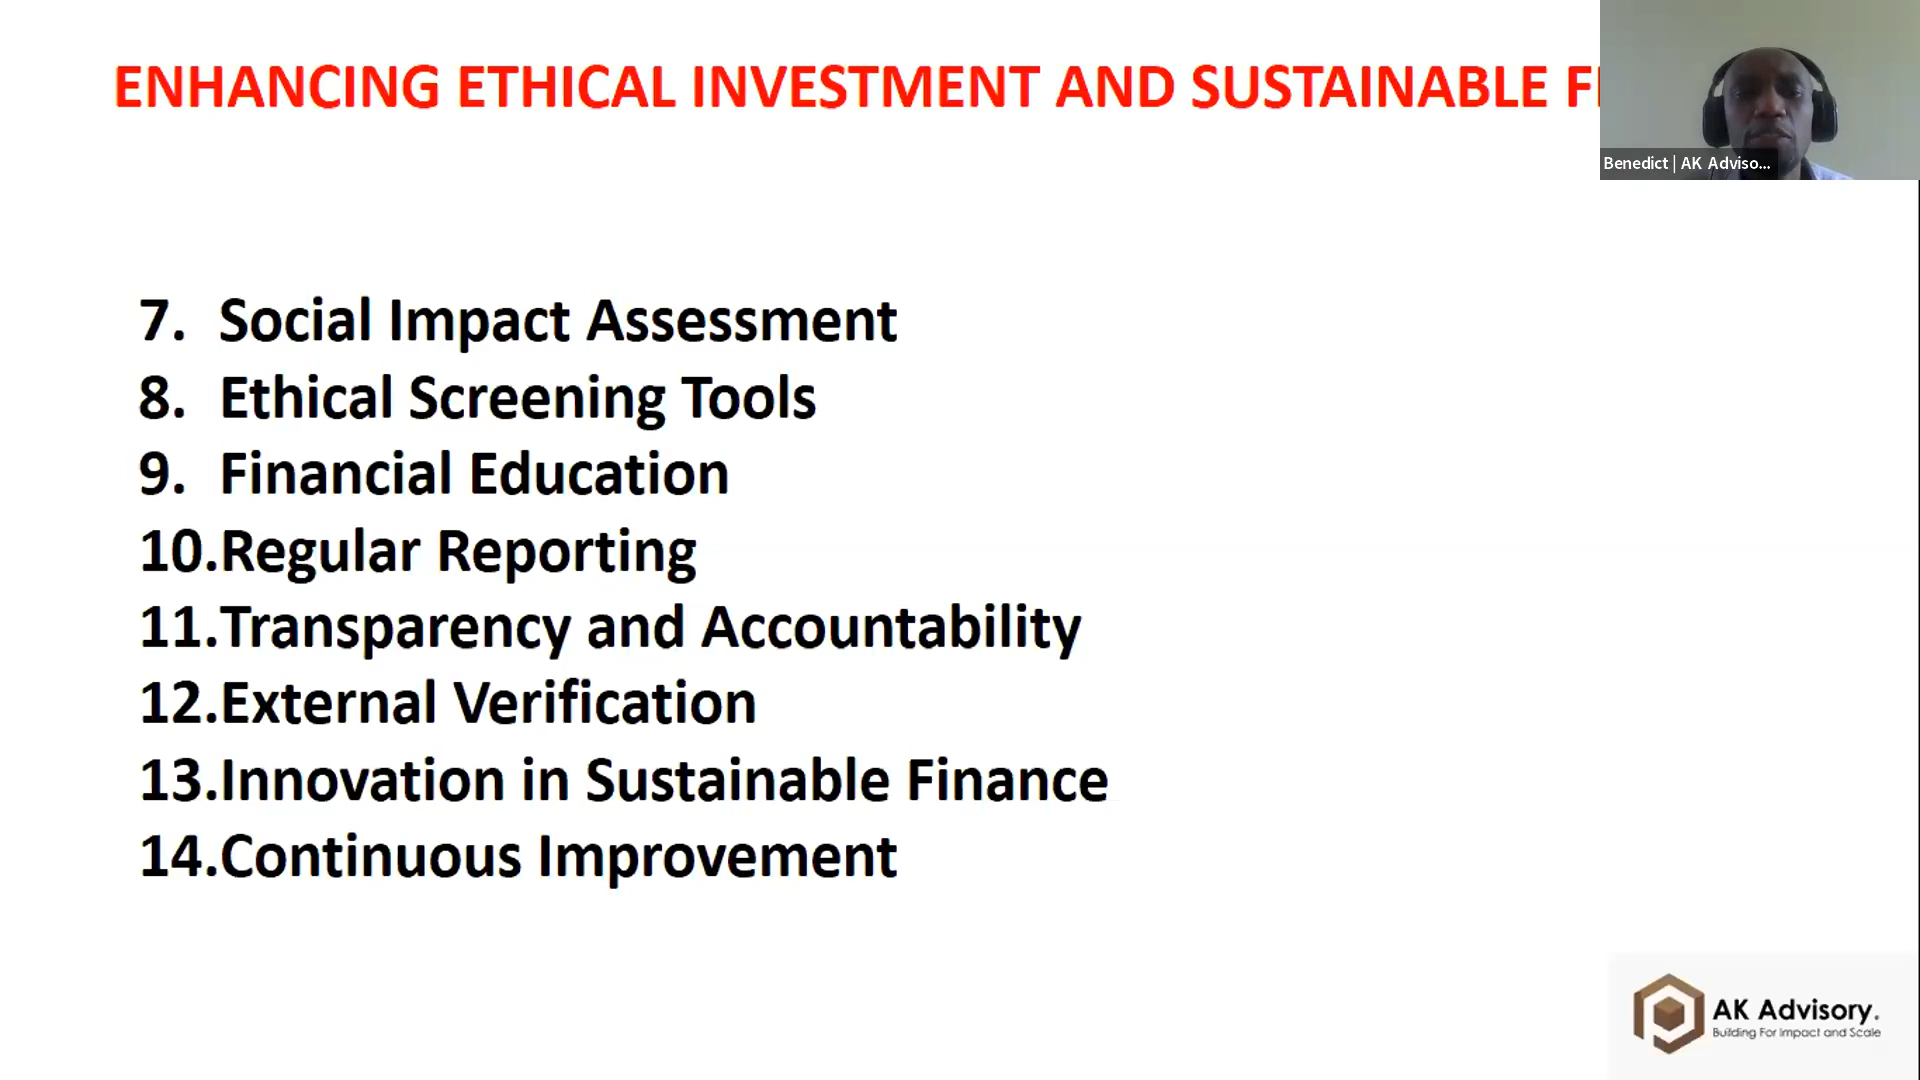 ENHANCING ETHICAL INVESTMENT AND SUSTAINABLE
Benedict | AK Adviso...
7. Social Impact Assessment
8. Ethical Screening Tools
9. Financial Education
10.Regular Reporting
11.Transparency and Accountability
12.External Verification
13.Innovation in Sustainable Finance
14.Continuous Improvement
AK Advisory.
Building For Impact and Scale